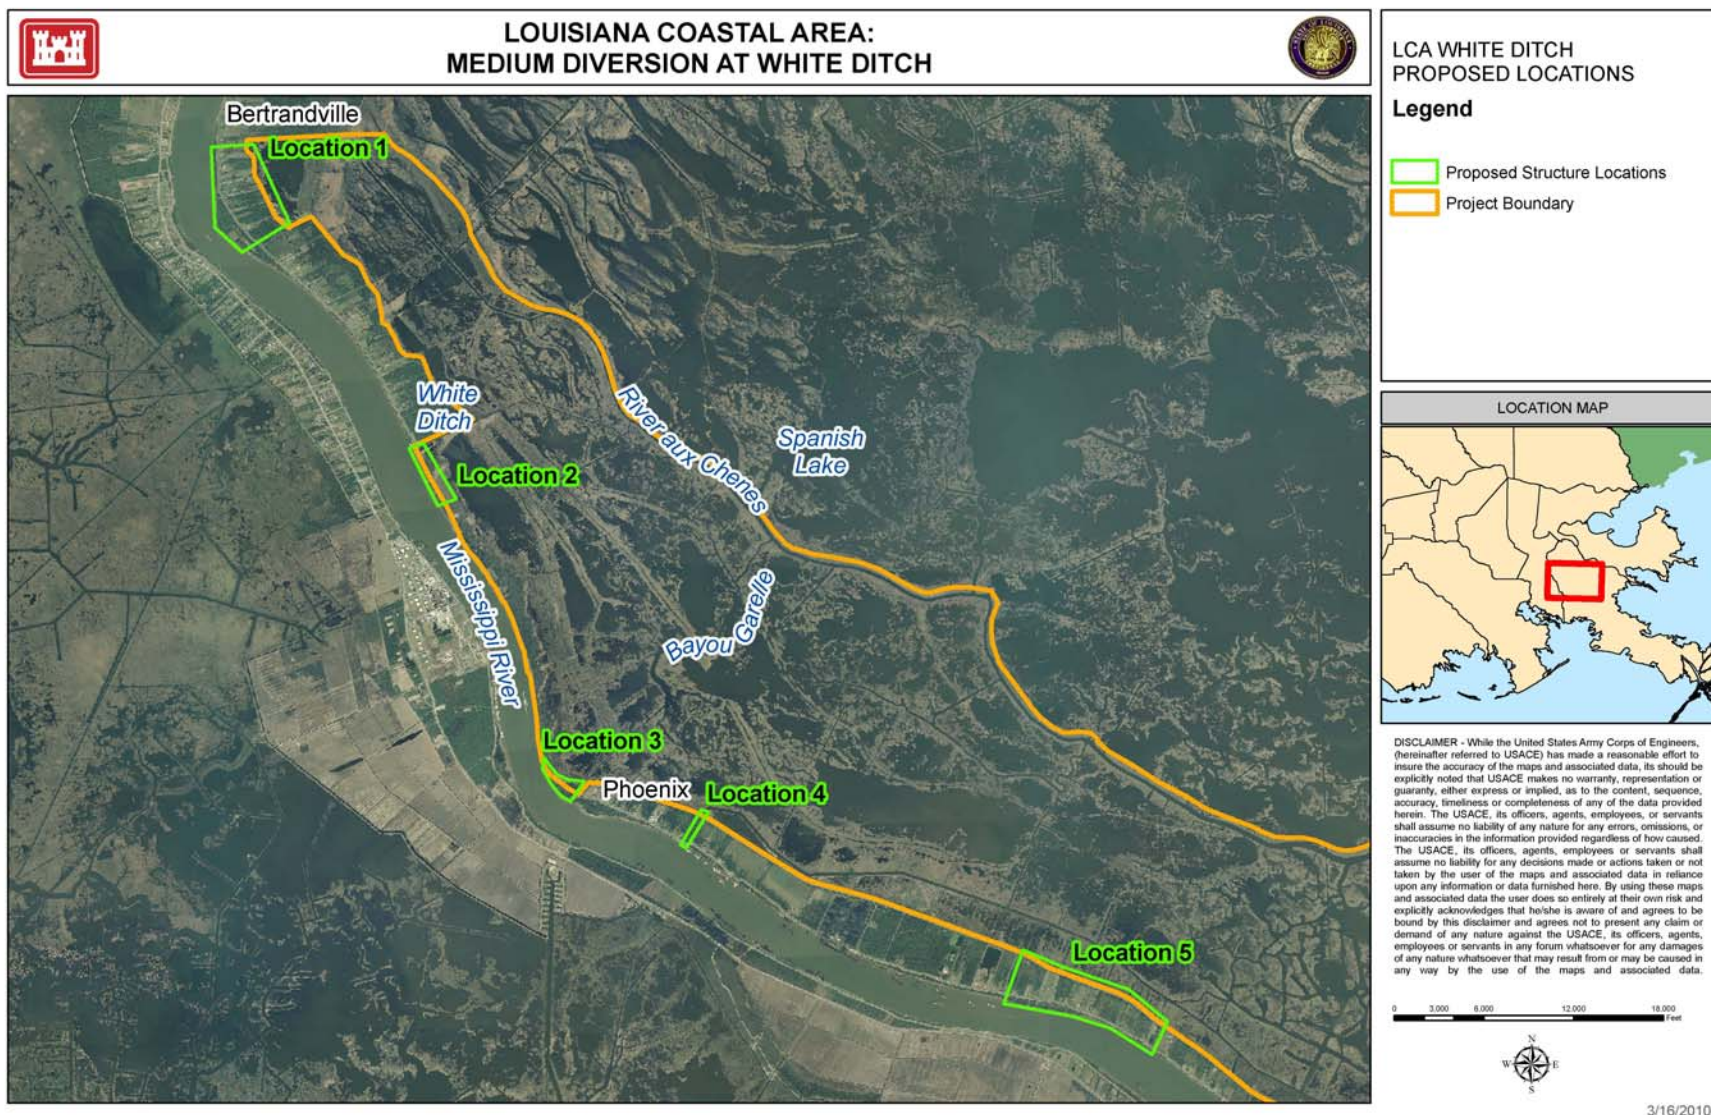 LOUISIANA COASTAL AREA:
MEDIUM DIVERSION AT WHITE DITCH
LCA WHITE DITCH
PROPOSED LOCATIONS
Legend
Proposed Structure Locations
Project Boundary
Bertrandville
Location 1
White
Ditch
Location 2
River aux Chenes
Spanish
Lake
Mississippi River
Bayou Garelle
Location 3
Phoenix
Location 4
Location 5
LOCATION MAP
DISCLAIMER - While the United States Army Corps of Engineers,
(hereinafter referred to USACE) has made a reasonable effort to
insure the accuracy of the maps and associated data, its should be
explicitly noted that USACE makes no warranty, representation or
guaranty, either express or implied, as to the content, sequence,
accuracy, timeliness or completeness of any of the data provided
herein. The USACE, its officers, agents, employees, or servants
shall assume no liability of any nature for any errors, omissions, or
inaccuracies in the information provided regardless of how caused.
The USACE, its officers, agents, employees or servants shall
assume no liability for any decisions made or actions taken or not
taken by the user of the maps and associated data in reliance
upon any information or data furnished here. By using these maps
and associated data the user does so entirely at their own risk and
explicitly acknowledges that he/she is aware of and agrees to be
bound by this disclaimer and agrees not to present any claim or
demand of any nature against the USACE, its officers, agents,
employees or servants in any forum whatsoever for any damages
of any nature whatsoever that may result from or may be caused in
any way by the use of the maps and associated data.
0 3,000 6,000 12,000 18,000
Feet
N
W E
S
3/16/2010